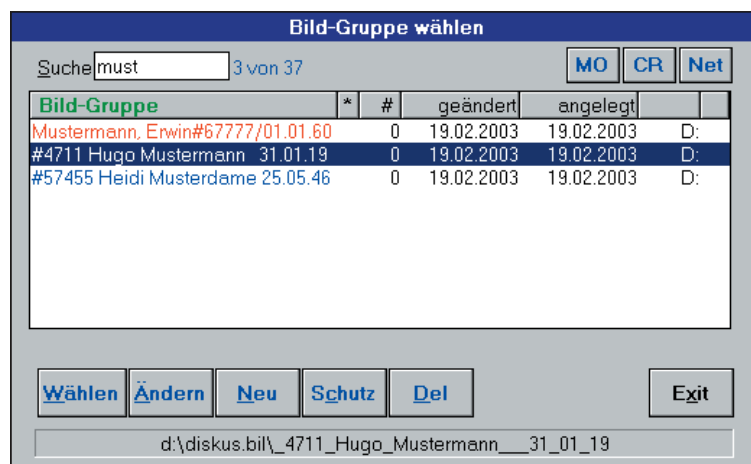 Bild-Gruppe wählen
Suche must 3 von 37 MO CR Net
Bild-Gruppe * # geändert angelegt
Mustermann, Erwin#67777/01.01.60 0 19.02.2003 19.02.2003 D:
#4711 Hugo Mustermann 31.01.19 0 19.02.2003 19.02.2003 D:
#57455 Heidi Musterdame 25.05.46 0 19.02.2003 19.02.2003 D:
Wählen Ändern Neu Schutz Del Exit
d:\diskus.bil\_4711_Hugo_Mustermann___31_01_19